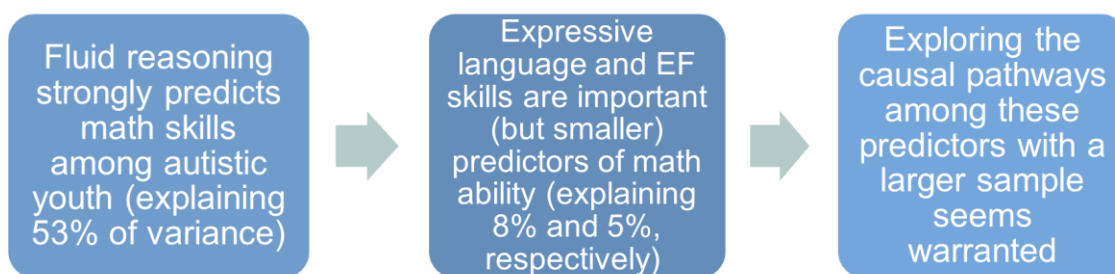 Fluid reasoning
strongly predicts
math skills
among autistic
youth (explaining
53% of variance)
Expressive
language and EF
skills are important
(but smaller)
predictors of math
ability (explaining
8% and 5%,
respectively)
Exploring the
causal pathways
among these
predictors with a
larger sample
seems
warranted